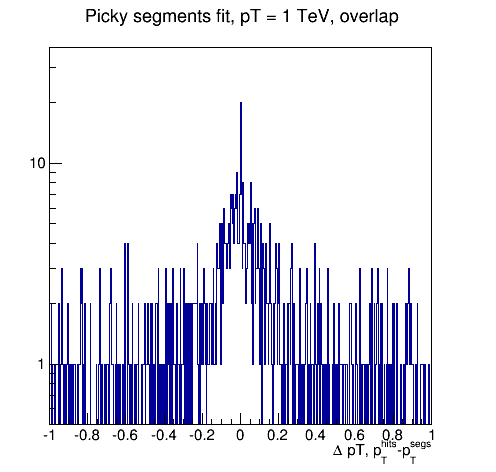 Picky segments fit, pT = 1 TeV, overlap
10
1
-1 -0.8 -0.6 -0.4 -0.2 0 0.2 0.4 0.6 0.8 1
Δ pT, p_T^hits-p_T^segs